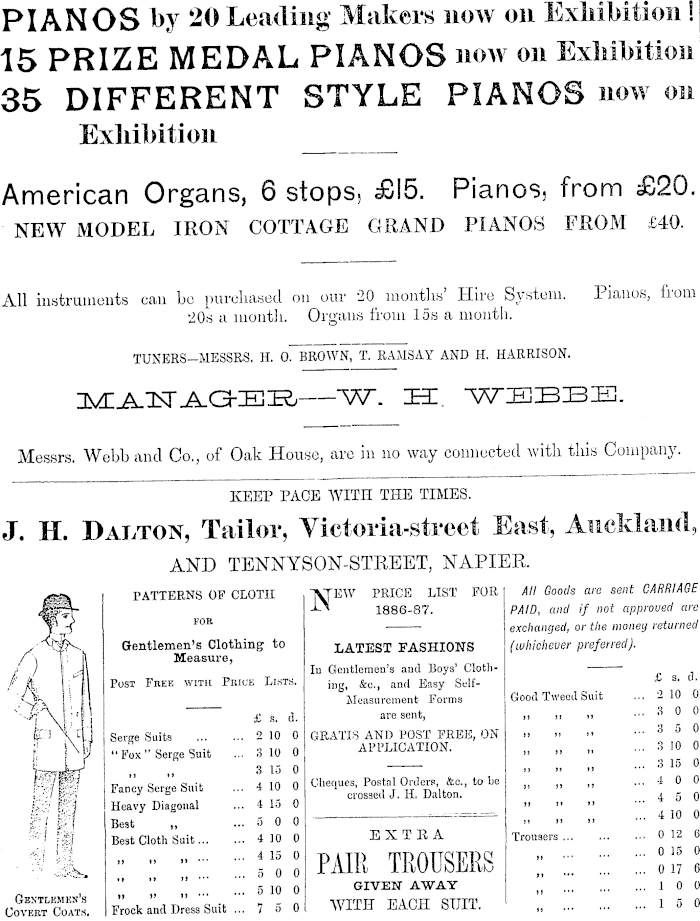 PIANOS by 20 Leading Makers now on Exhibition!
15 PRIZE MEDAL PIANOS now on Exhibition
35 DIFFERENT STYLE PIANOS now on
Exhibition
American Organs, 6 stops, £15. Pianos, from £20.
NEW MODEL IRON COTTAGE GRAND PIANOS FROM £40.
All instruments can be purchased on our 20 months' Hire System. Pianos, from
20s a month. Organs from 15s a month.
TUNERS—MESSRS. H. O. BROWN, T. RAMSAY AND H. HARRISON.
MANAGER—W. H. WEBBE.
Messrs. Webb and Co., of Oak House, are in no way connected with this Company.
KEEP PACE WITH THE TIMES.
J. H. DALTON, Tailor, Victoria-street East, Auckland,
AND TENNYSON-STREET, NAPIER.
GENTLEMEN'S
COVERT COATS.
PATTERNS OF CLOTH
FOR
Gentlemen's Clothing to
Measure,
POST FREE WITH PRICE LISTS.
£ s. d.
Serge Suits ... ... 2 10 0
"Fox" Serge Suit ... 3 10 0
,, ,, 3 15 0
Fancy Serge Suit ... 4 10 0
Heavy Diagonal ... 4 15 0
Best ,, ... 5 0 0
Best Cloth Suit ... ... 4 10 0
,, ,, ,, ... ... 4 15 0
,, ,, ,, ... ... 5 0 0
,, ,, ,, ... ... 5 10 0
Frock and Dress Suit ... 7 5 0
NEW PRICE LIST FOR
1886-87.
LATEST FASHIONS
In Gentlemen's and Boys' Cloth-
ing, &c., and Easy Self-
Measurement Forms
are sent,
GRATIS AND POST FREE, ON
APPLICATION.
Cheques, Postal Orders, &c., to be
crossed J. H. Dalton.
EXTRA
PAIR TROUSERS
GIVEN AWAY
WITH EACH SUIT.
All Goods are sent CARRIAGE
PAID, and if not approved are
exchanged, or the money returned
(whichever preferred).
£ s. d.
Good Tweed Suit ... 2 10 0
,, ,, ,, ... 3 0 0
,, ,, ,, ... 3 5 0
,, ,, ,, ... 3 10 0
,, ,, ,, ... 3 15 0
,, ,, ,, ... 4 0 0
,, ,, ,, ... 4 5 0
,, ,, ,, ... 4 10 0
Trousers ... ... ... 0 12 6
,, ... ... ... 0 15 0
,, ... ... ... 0 17 6
,, ... ... ... 1 0 0
,, ... ... ... 1 5 0